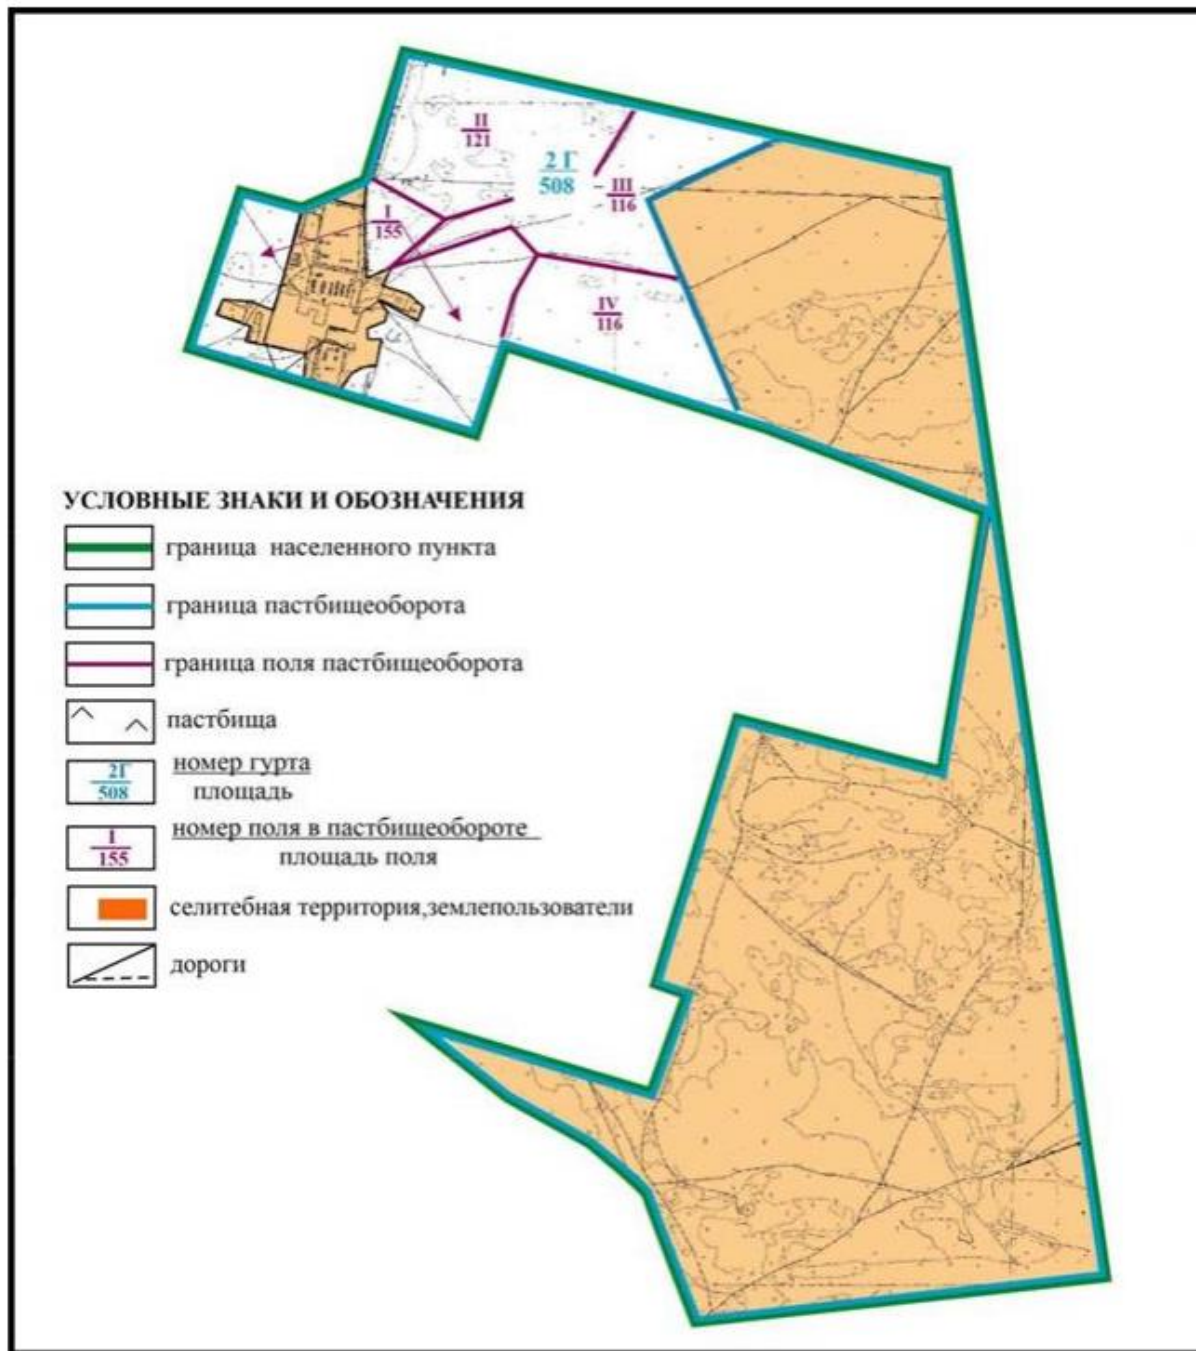 II
121
2 Г
508
III
116
I
155
IV
116
УСЛОВНЫЕ ЗНАКИ И ОБОЗНАЧЕНИЯ
граница населенного пункта
граница пастбищеоборота
граница поля пастбищеоборота
пастбища
2Г
508
номер гурта
площадь
I
155
номер поля в пастбищеобороте
площадь поля
селитебная территория,землепользователи
дороги